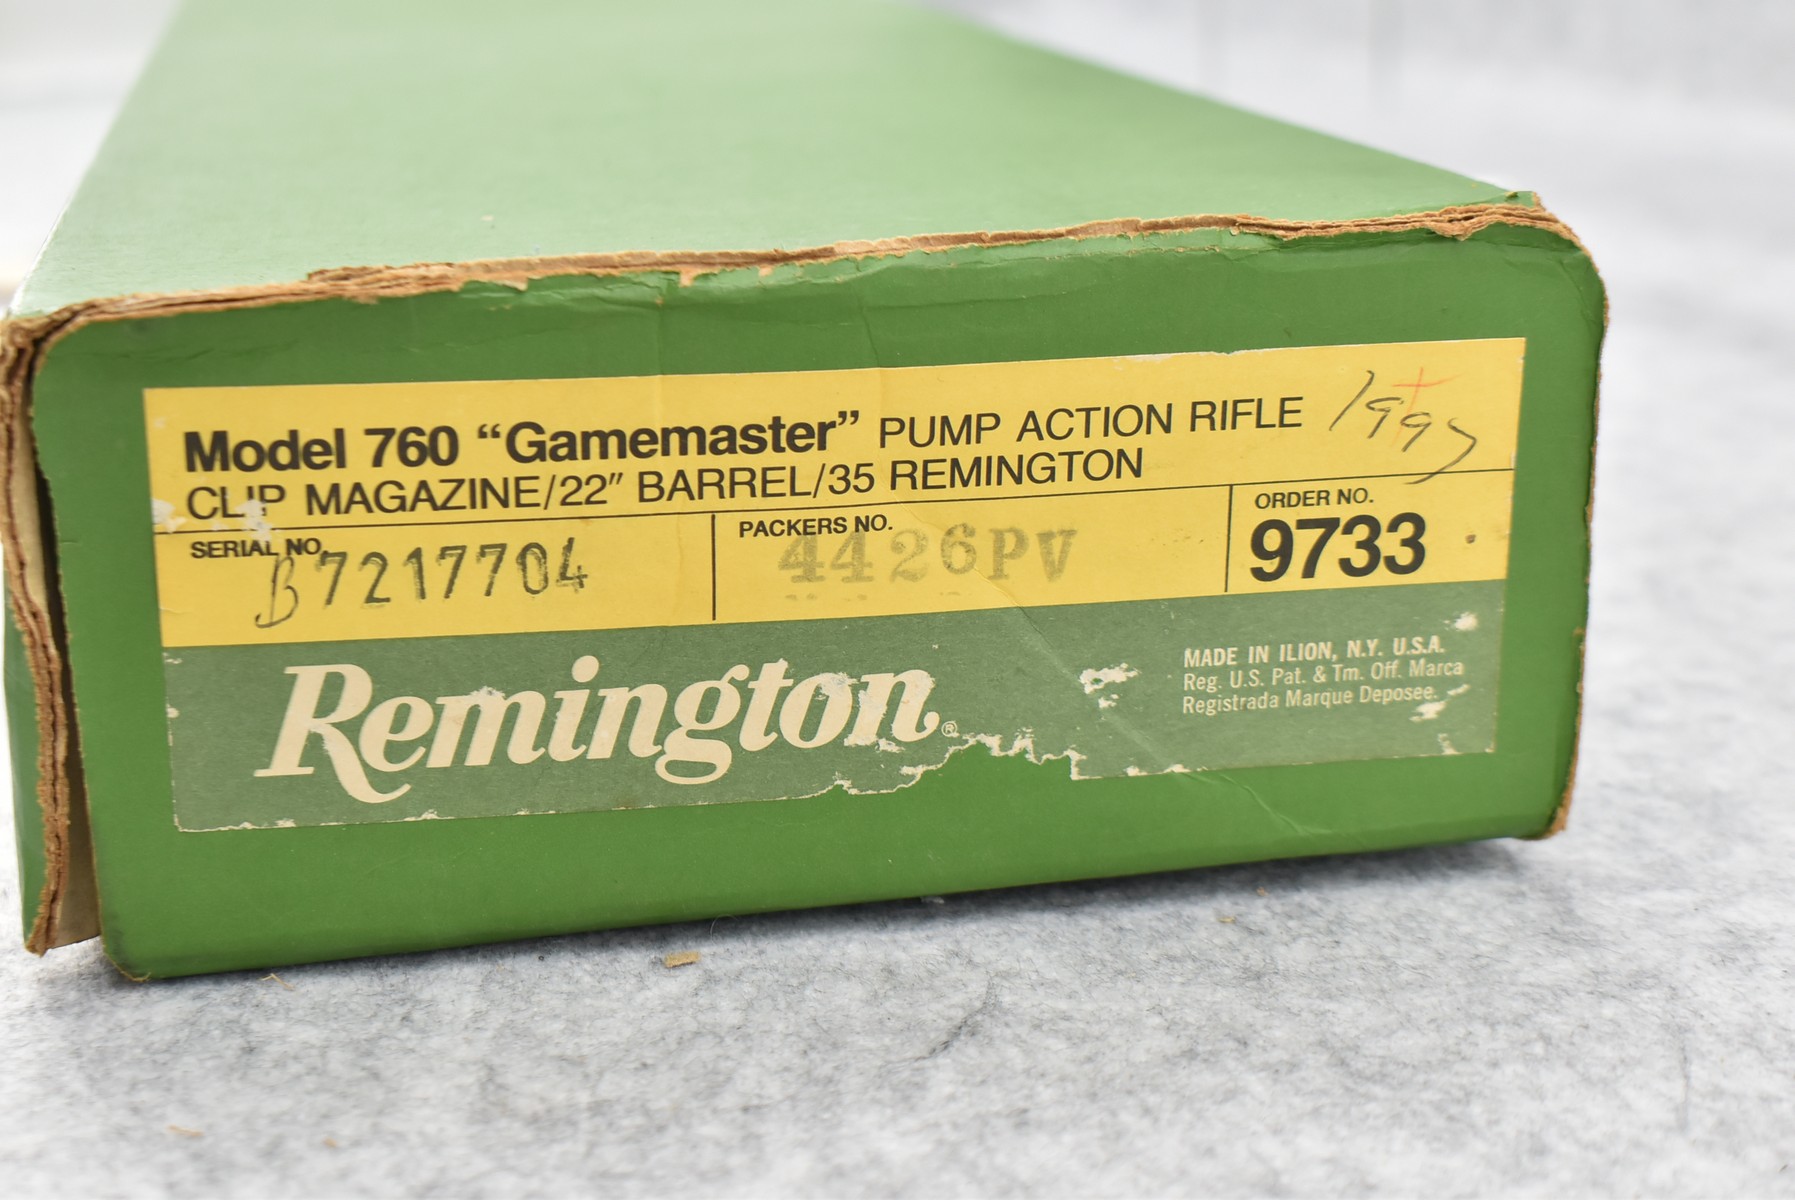 Model 760 “Gamemaster” PUMP ACTION RIFLE
CLIP MAGAZINE/22″ BARREL/35 REMINGTON
SERIAL NO.
B7217704
PACKERS NO.
4426PV
ORDER NO.
9733
Remington®
MADE IN ILION, N.Y. U.S.A.
Reg. U.S. Pat. & Tm. Off. Marca
Registrada Marque Deposee.